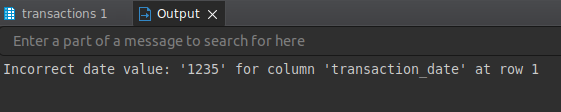 transactions 1
Output
Enter a part of a message to search for here
Incorrect date value: '1235' for column 'transaction_date' at row 1